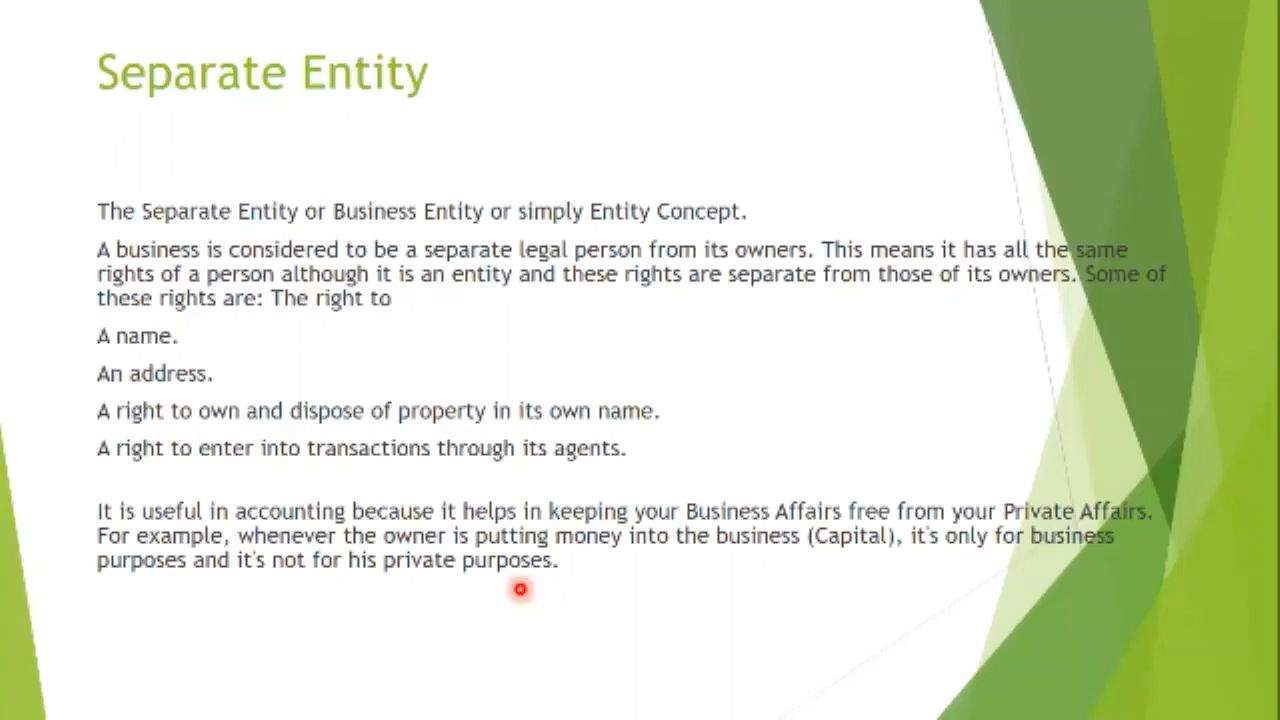 Separate Entity
The Separate Entity or Business Entity or simply Entity Concept.
A business is considered to be a separate legal person from its owners. This means it has all the same
rights of a person although it is an entity and these rights are separate from those of its owners. Some of
these rights are: The right to
A name.
An address.
A right to own and dispose of property in its own name.
A right to enter into transactions through its agents.
It is useful in accounting because it helps in keeping your Business Affairs free from your Private Affairs.
For example, whenever the owner is putting money into the business (Capital), it's only for business
purposes and it's not for his private purposes.